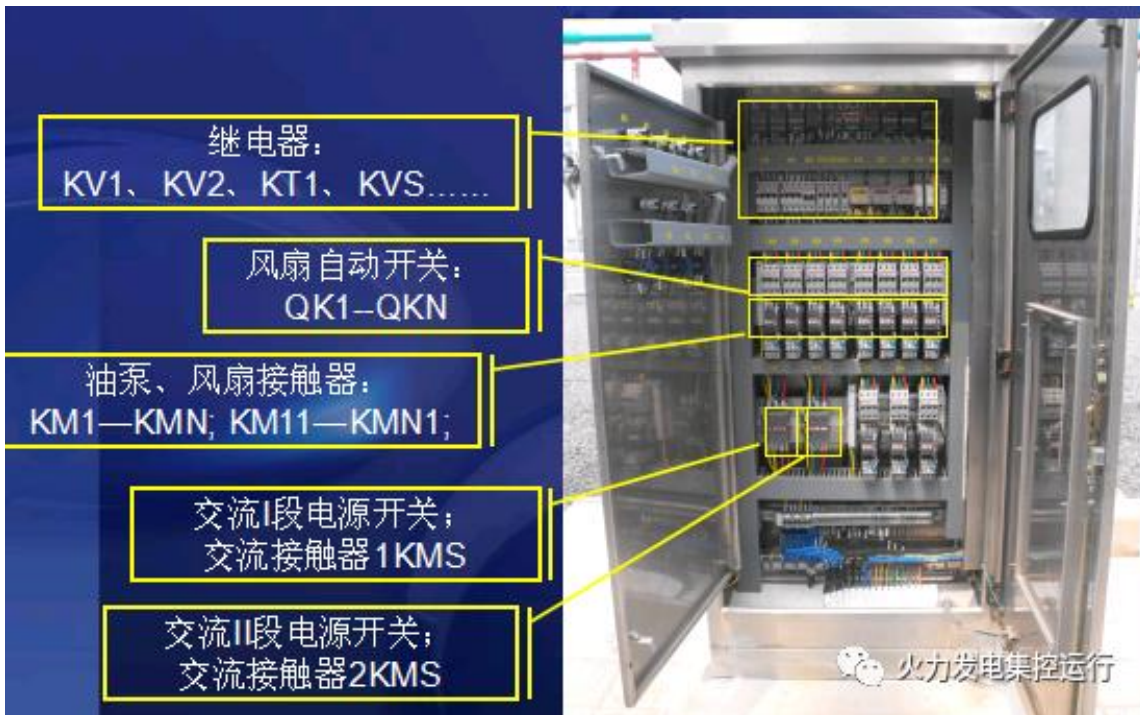 继电器：
KV1、KV2、KT1、KVS……
风扇自动开关：
QK1–QKN
油泵、风扇接触器：
KM1—KMN; KM11—KMN1;
交流I段电源开关；
交流接触器1KMS
交流II段电源开关；
交流接触器2KMS
火力发电集控运行